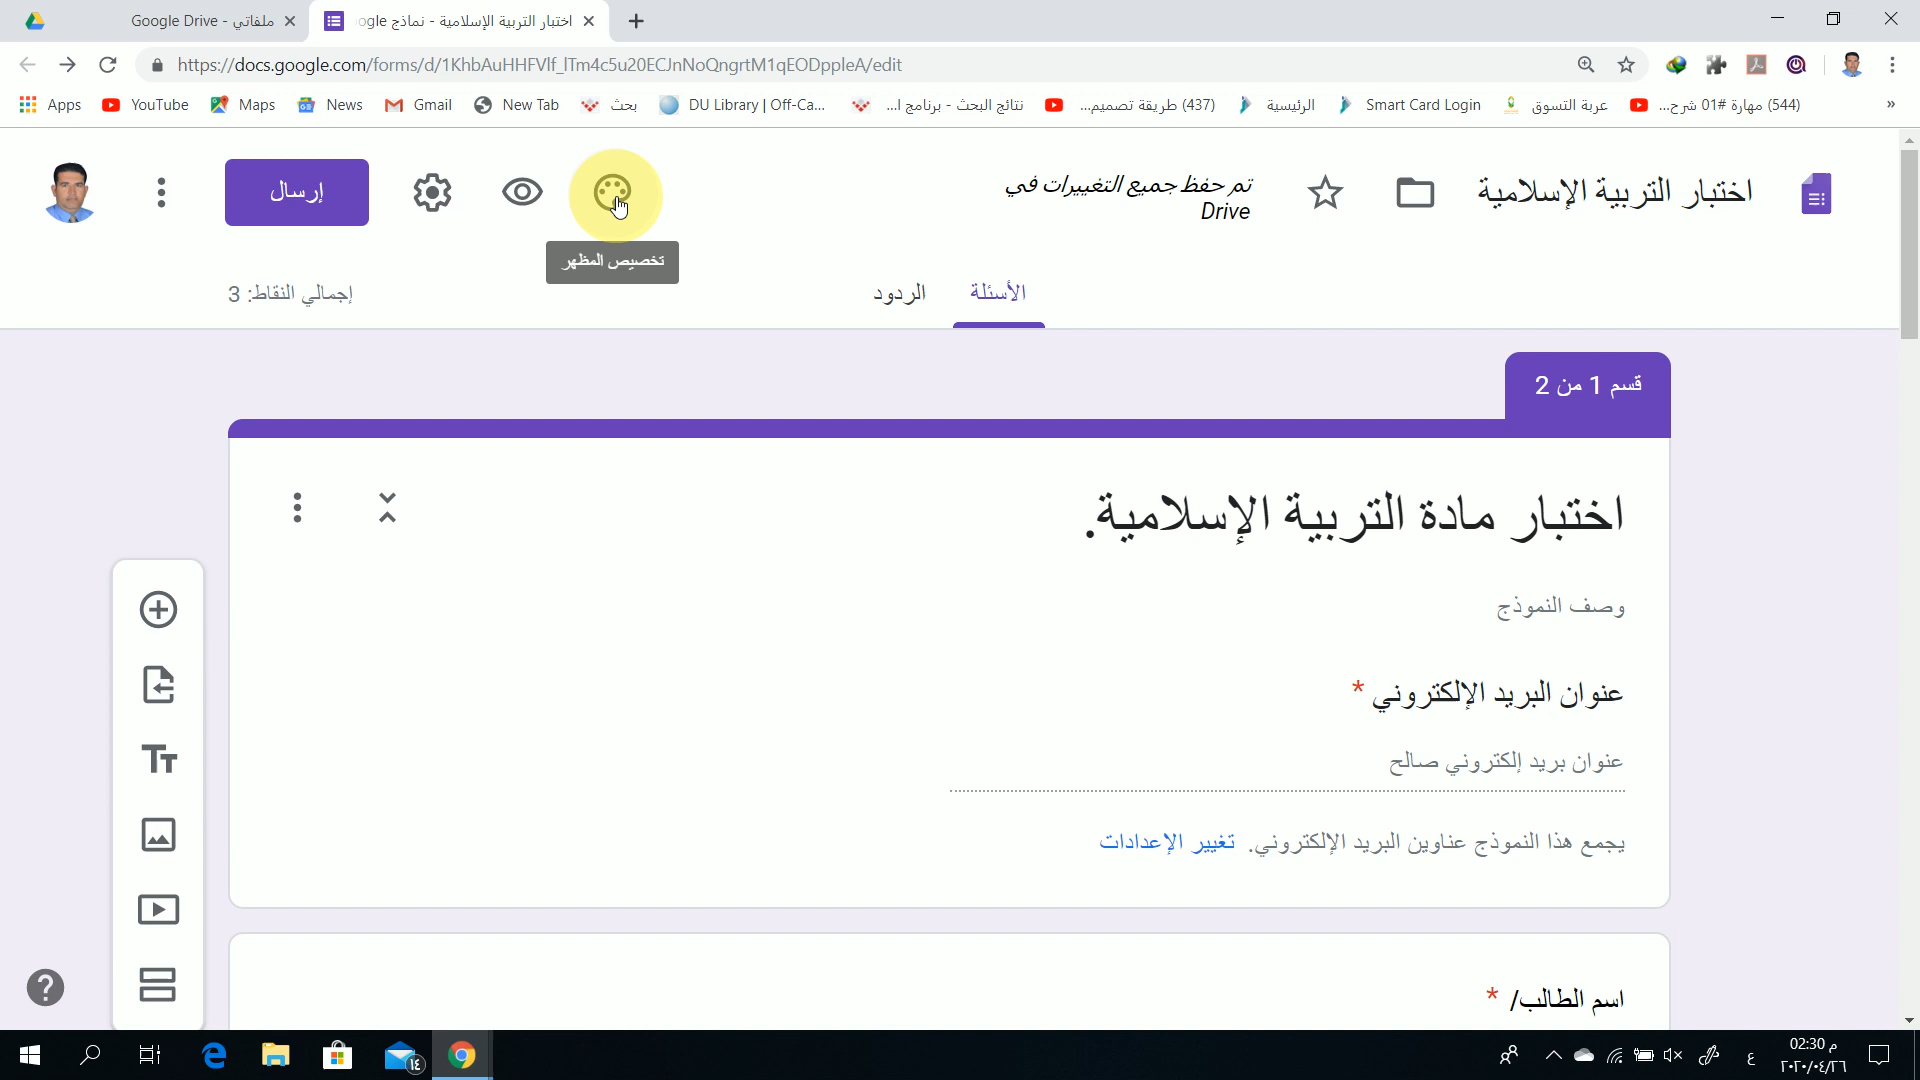 ملفاتي - Google Drive
اختبار التربية الإسلامية - نماذج ogle
https://docs.google.com/forms/d/1KhbAuHHFVlf_lTm4c5u20ECJnNoQngrtM1qEODppleA/edit
Apps
YouTube
Maps
News
Gmail
New Tab
بحث
DU Library | Off-Ca...
نتائج البحث - برنامج ا...
(437) طريقة تصميم...
الرئيسية
Smart Card Login
عربة التسوق
(544) مهارة #01 شرح...
»
اختبار التربية الإسلامية
تم حفظ جميع التغييرات في
Drive
إرسال
تخصيص المظهر
الأسئلة
الردود
إجمالي النقاط: 3
قسم 1 من 2
اختبار مادة التربية الإسلامية.
وصف النموذج
عنوان البريد الإلكتروني *
عنوان بريد إلكتروني صالح
يجمع هذا النموذج عناوين البريد الإلكتروني. تغيير الإعدادات
Tт
اسم الطالب/ *
?
١٤
ع
02:30 م
٢٠٢٠/٠٤/٢٦